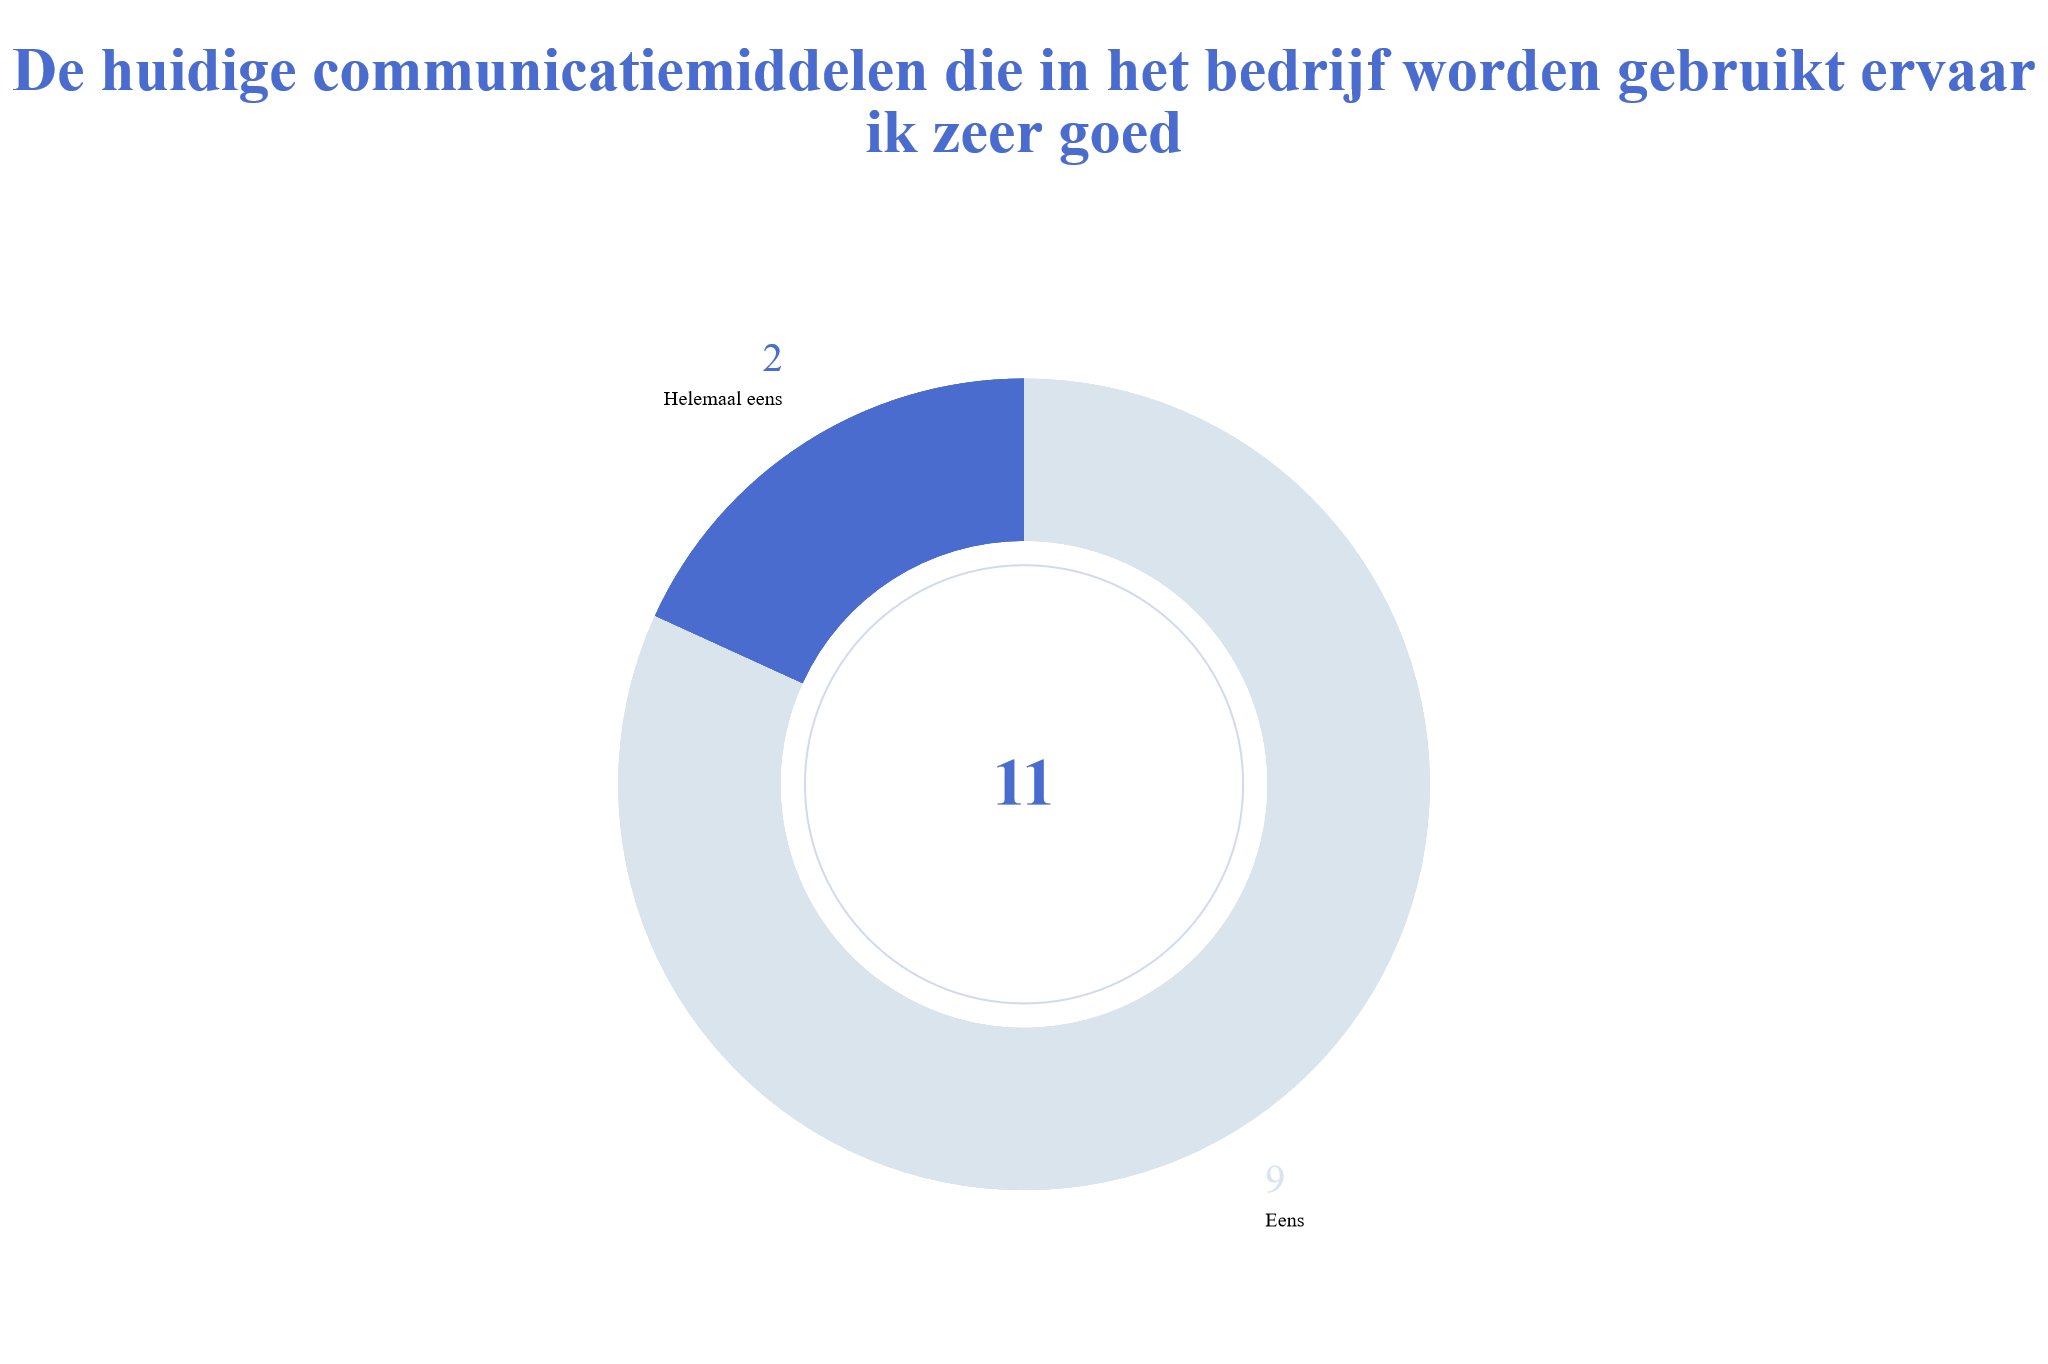 De huidige communicatiemiddelen die in het bedrijf worden gebruikt ervaar
ik zeer goed
2
Helemaal eens
11
9
Eens